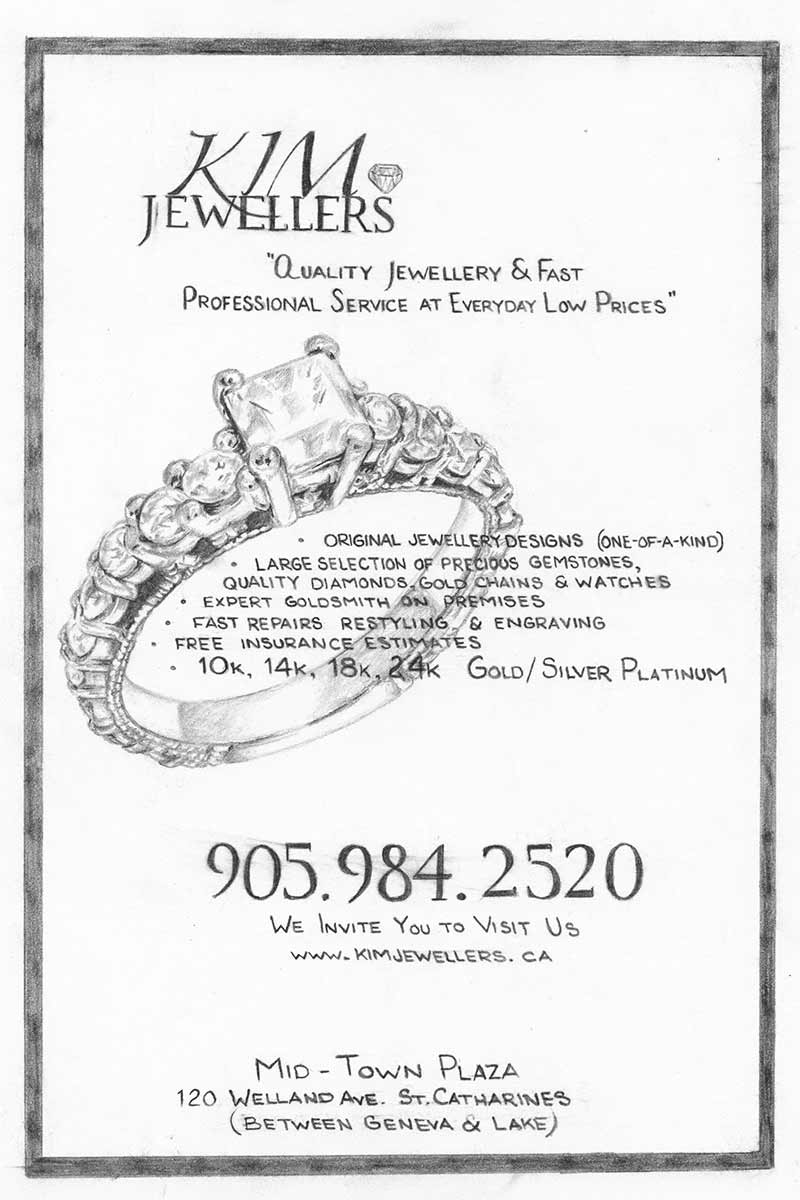 KIM
JEWELLERS
"QUALITY JEWELLERY & FAST
PROFESSIONAL SERVICE AT EVERYDAY LOW PRICES"
• ORIGINAL JEWELLERY DESIGNS (ONE-OF-A-KIND)
• LARGE SELECTION OF PRECIOUS GEMSTONES,
QUALITY DIAMONDS, GOLD CHAINS & WATCHES
• EXPERT GOLDSMITH ON PREMISES
• FAST REPAIRS RESTYLING & ENGRAVING
• FREE INSURANCE ESTIMATES
• 10K, 14K, 18K, 24K GOLD/SILVER PLATINUM
905.984.2520
WE INVITE YOU TO VISIT US
WWW.KIMJEWELLERS.CA
MID-TOWN PLAZA
120 WELLAND AVE. ST. CATHARINES
(BETWEEN GENEVA & LAKE)